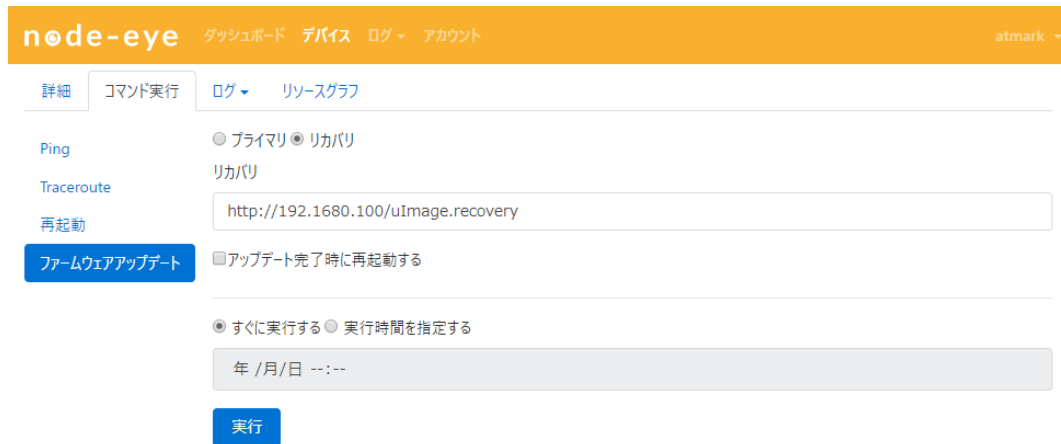 node-eye ダッシュボード デバイス ログ アカウント atmark
詳細 コマンド実行 ログ リソースグラフ
Ping
Traceroute
再起動
ファームウェアアップデート
プライマリ リカバリ
リカバリ
http://192.1680.100/uImage.recovery
アップデート完了時に再起動する
すぐに実行する 実行時間を指定する
年 /月/日 --:--
実行